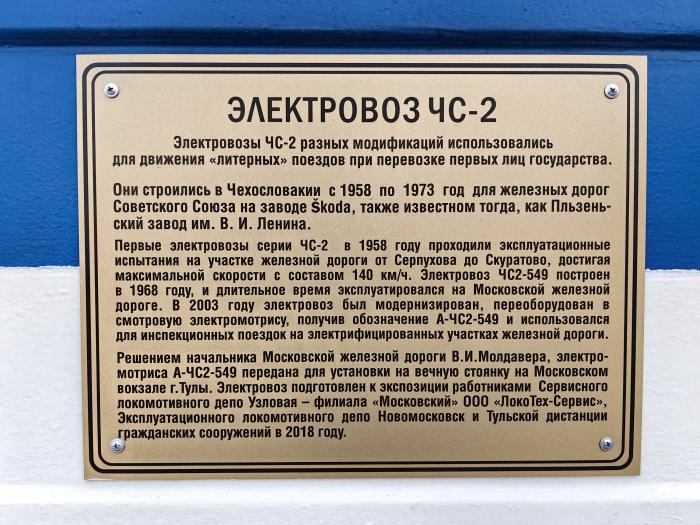 ЭЛЕКТРОВОЗ ЧС-2
Электровозы ЧС-2 разных модификаций использовались
для движения «литерных» поездов при перевозке первых лиц государства.
Они строились в Чехословакии с 1958 по 1973 год для железных дорог
Советского Союза на заводе Škoda, также известном тогда, как Пльзень-
ский завод им. В. И. Ленина.
Первые электровозы серии ЧС-2 в 1958 году проходили эксплуатационные
испытания на участке железной дороги от Серпухова до Скуратово, достигая
максимальной скорости с составом 140 км/ч. Электровоз ЧС2-549 построен
в 1968 году, и длительное время эксплуатировался на Московской железной
дороге. В 2003 году электровоз был модернизирован, переоборудован в
смотровую электромотрису, получив обозначение А-ЧС2-549 и использовался
для инспекционных поездок на электрифицированных участках железной дороги.
Решением начальника Московской железной дороги В.И.Молдавера, электро-
мотриса А-ЧС2-549 передана для установки на вечную стоянку на Московском
вокзале г.Тулы. Электровоз подготовлен к экспозиции работниками Сервисного
локомотивного депо Узловая – филиала «Московский» ООО «ЛокоТех-Сервис»,
Эксплуатационного локомотивного депо Новомосковск и Тульской дистанции
гражданских сооружений в 2018 году.